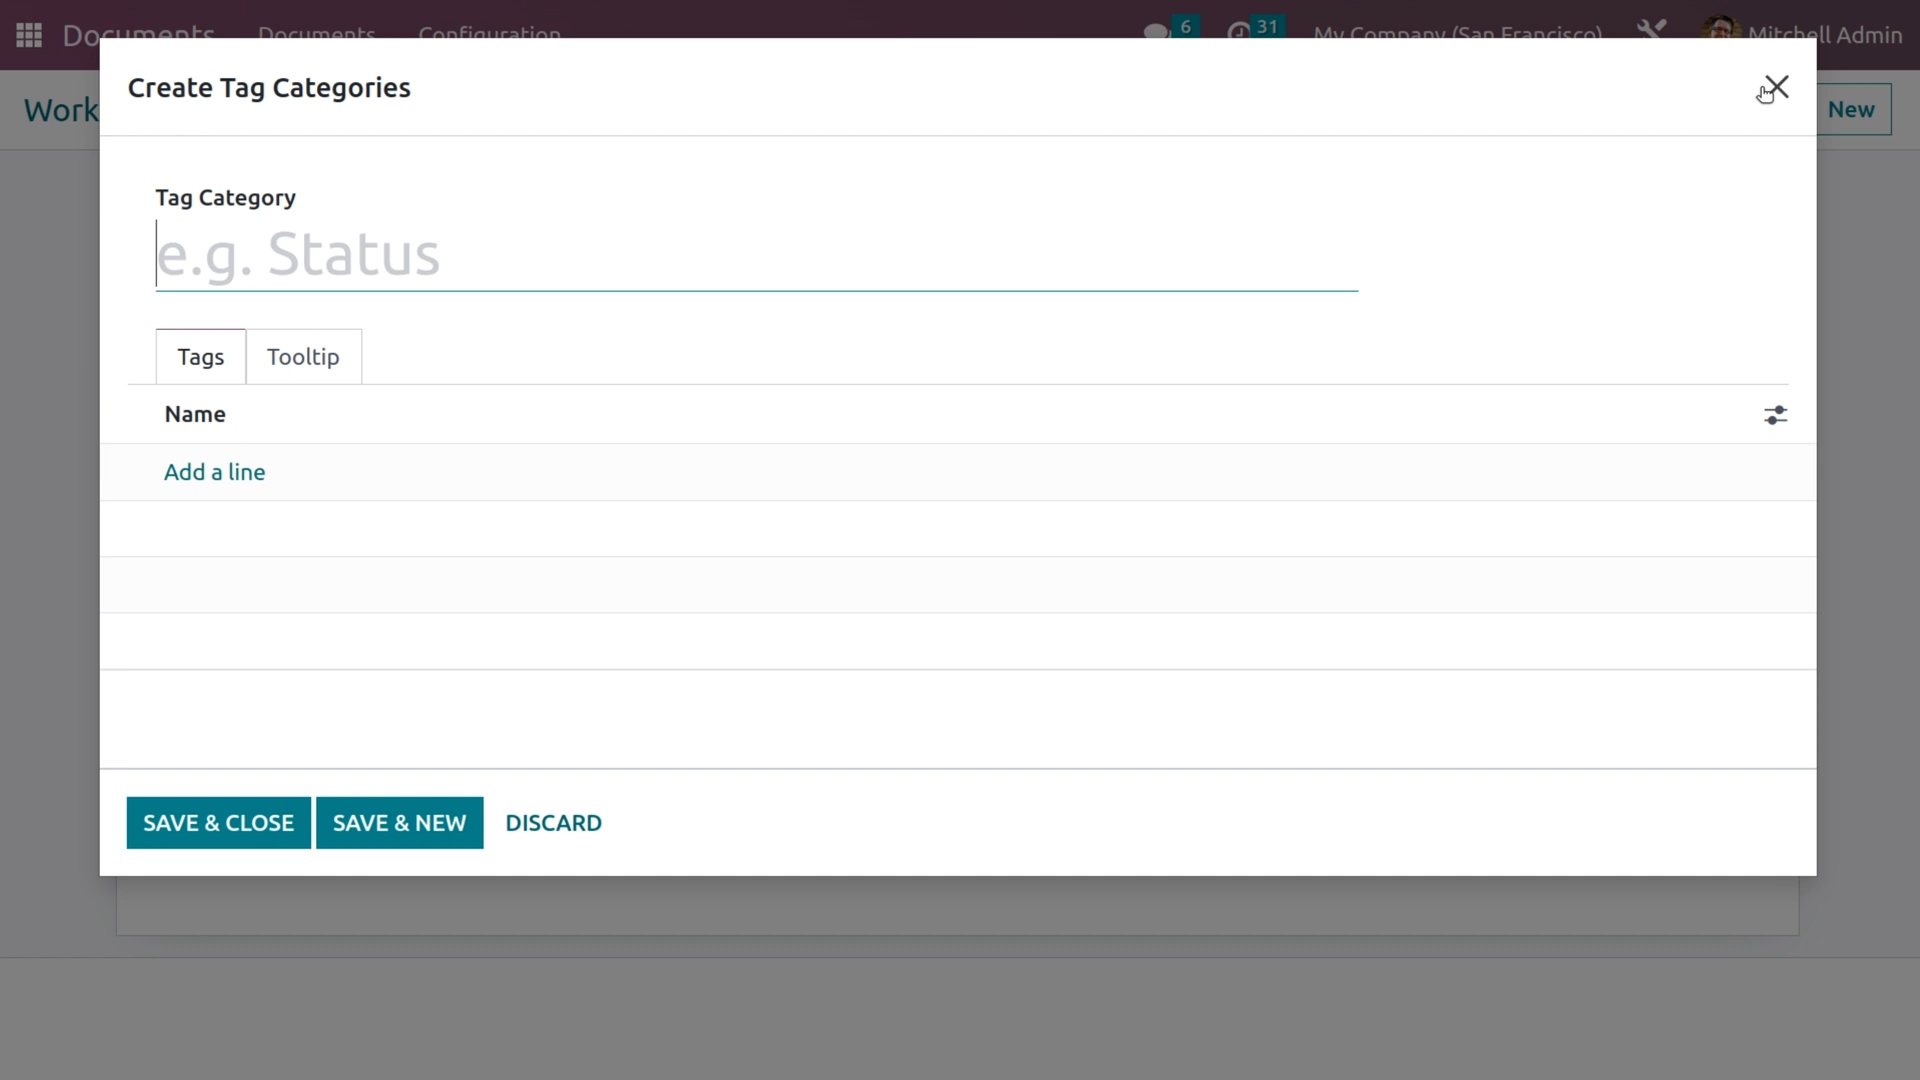 Documents Documents Configuration 6 31 My Company (San Francisco) Mitchell Admin
Create Tag Categories
Work
New
Tag Category
e.g. Status
Tags Tooltip
Name
Add a line
SAVE & CLOSE SAVE & NEW DISCARD